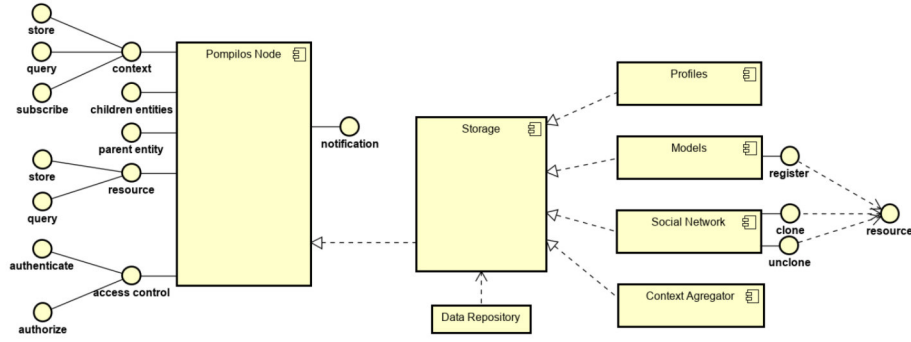 store
query
context
subscribe
children entities
parent entity
store
resource
query
authenticate
access control
authorize
Pompilos Node
notification
Storage
Data Repository
Profiles
Models
register
Social Network
clone
unclone
resource
Context Agregator